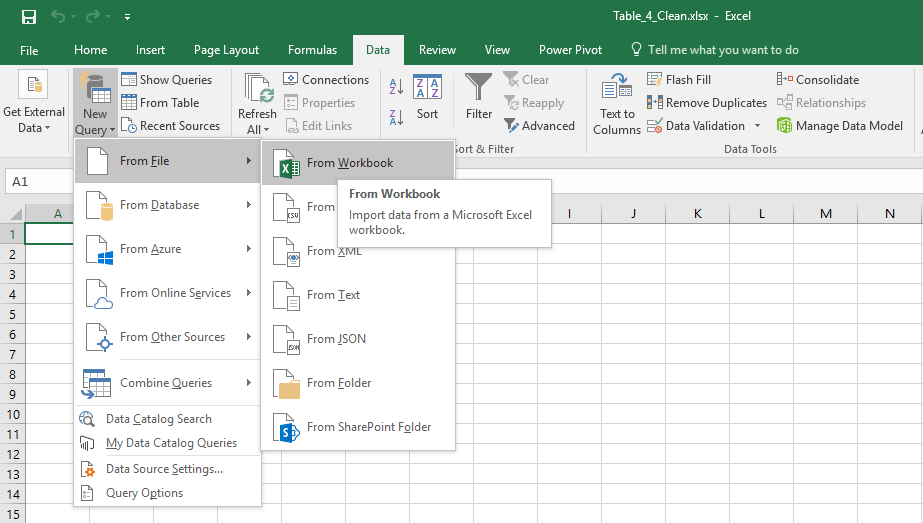 Table_4_Clean.xlsx - Excel
File Home Insert Page Layout Formulas Data Review View Power Pivot Tell me what you want to do
Get External
Data
New
Query
Show Queries
From Table
Recent Sources
Refresh
All
Connections
Properties
Edit Links
A
Z
Z
A
Z A
A Z
Sort
Filter
Clear
Reapply
Advanced
Sort & Filter
Text to
Columns
Flash Fill
Remove Duplicates
Data Validation
Consolidate
Relationships
Manage Data Model
Data Tools
A1
From File
From Database
From Azure
From Online Services
From Other Sources
Combine Queries
Data Catalog Search
My Data Catalog Queries
Data Source Settings...
Query Options
From Workbook
From
CSV
From XML
From Text
From JSON
JSON
From Folder
From SharePoint Folder
S
From Workbook
Import data from a Microsoft Excel
workbook.
A I J K L M N
1
2
3
4
5
6
7
8
9
10
11
12
13
14
15